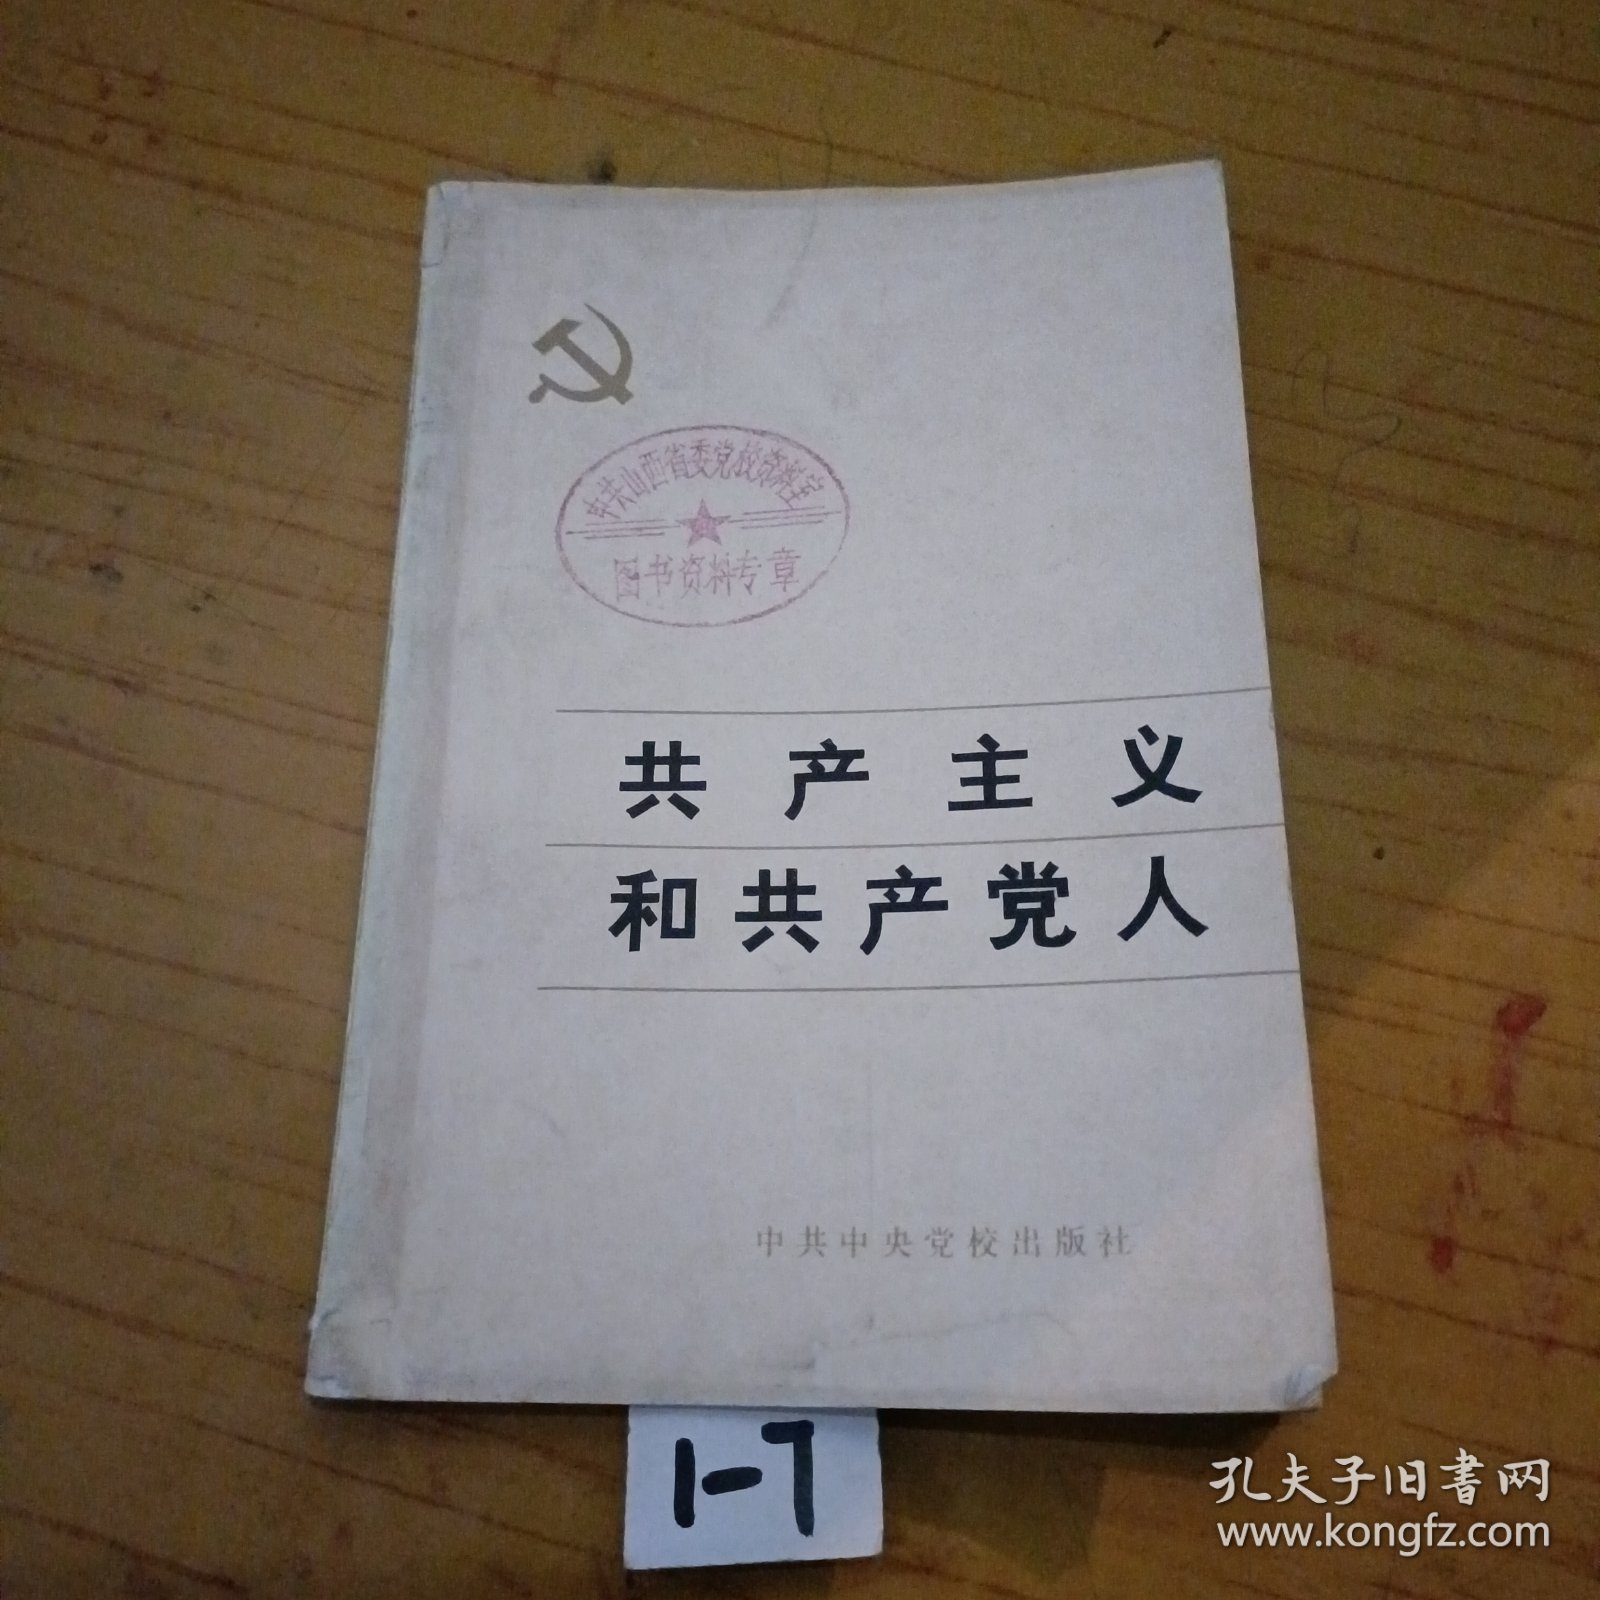 中共山西省委党校资料室
图书资料专章
共产主义
和共产党人
中共中央党校出版社
1-7
孔夫子旧書网
www.kongfz.com